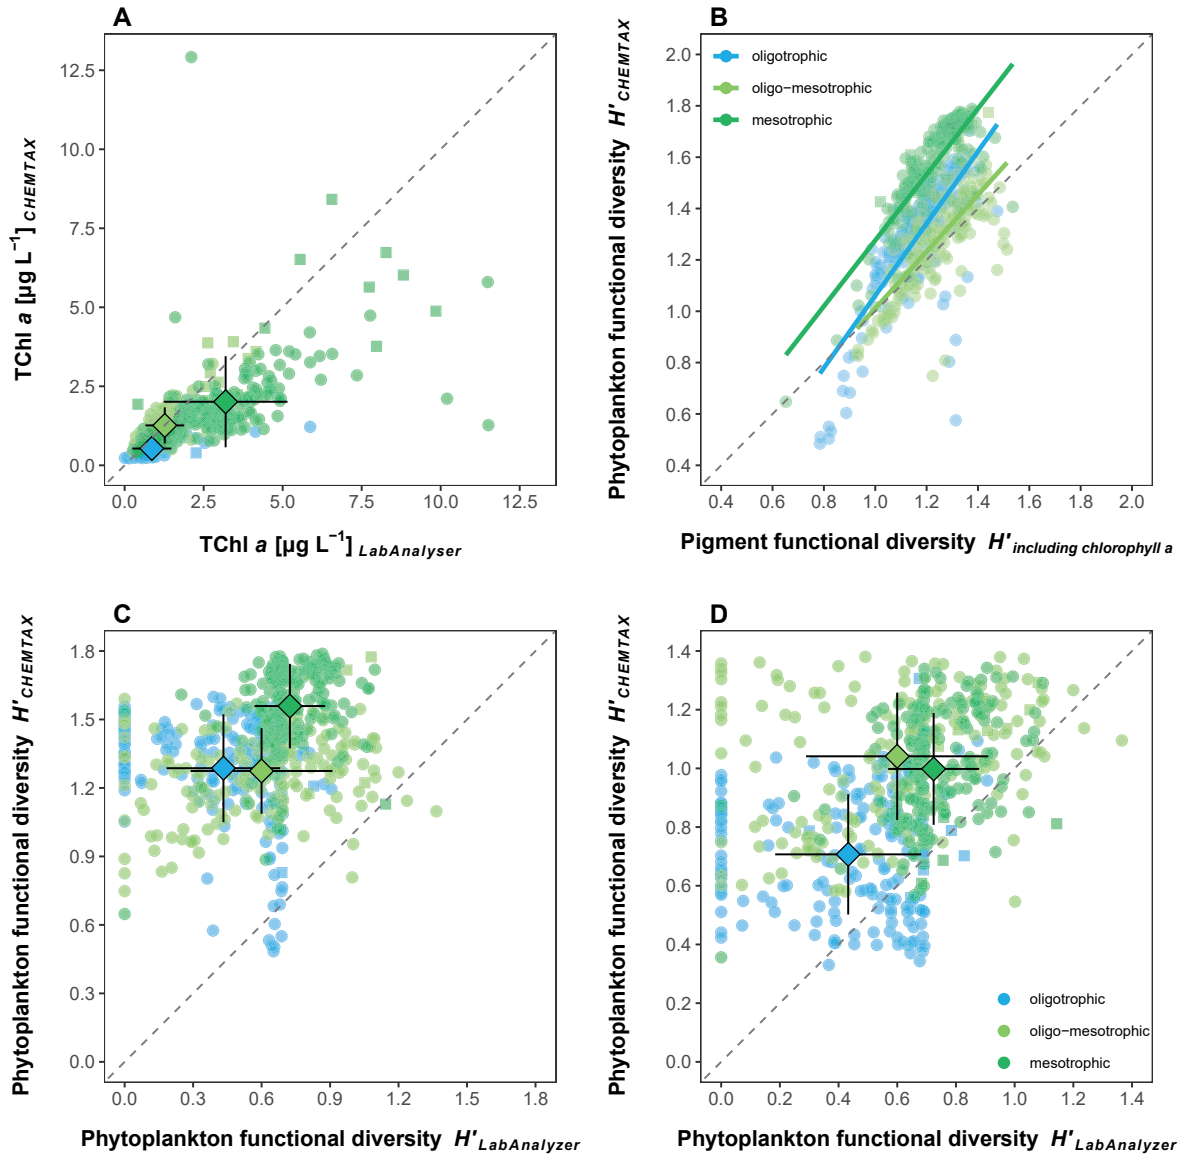 A
TChl a [µg L⁻¹] CHEMTAX
12.5
10.0
7.5
5.0
2.5
0.0
0.0 2.5 5.0 7.5 10.0 12.5
TChl a [µg L⁻¹] LabAnalyser
B
Phytoplankton functional diversity H′ CHEMTAX
oligotrophic
oligo−mesotrophic
mesotrophic
2.0
1.8
1.6
1.4
1.2
1.0
0.8
0.6
0.4
0.4 0.6 0.8 1.0 1.2 1.4 1.6 1.8 2.0
Pigment functional diversity H′ including chlorophyll a
C
Phytoplankton functional diversity H′ CHEMTAX
1.8
1.5
1.2
0.9
0.6
0.3
0.0
0.0 0.3 0.6 0.9 1.2 1.5 1.8
Phytoplankton functional diversity H′ LabAnalyzer
D
Phytoplankton functional diversity H′ CHEMTAX
1.4
1.2
1.0
0.8
0.6
0.4
0.2
0.0
oligotrophic
oligo−mesotrophic
mesotrophic
0.0 0.2 0.4 0.6 0.8 1.0 1.2 1.4
Phytoplankton functional diversity H′ LabAnalyzer